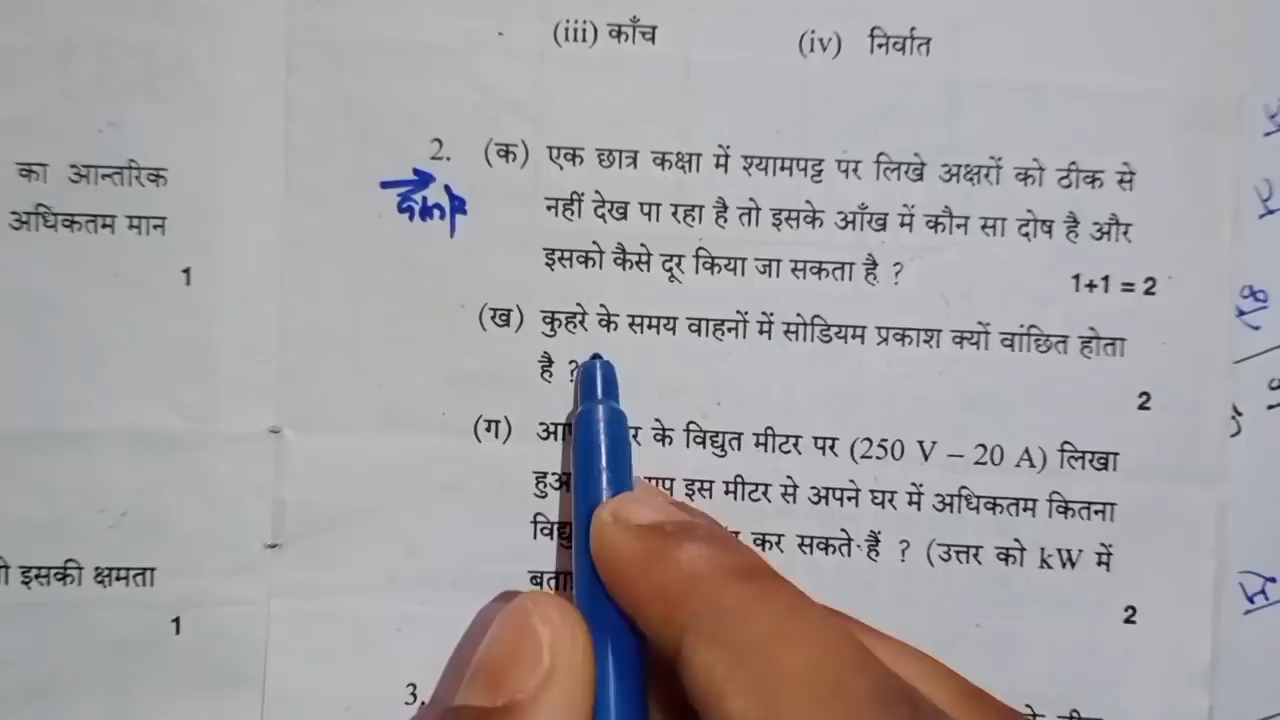 (iii) काँच (iv) निर्वात
का आन्तरिक
अधिकतम मान
1
ो इसकी क्षमता
1
2. (क) एक छात्र कक्षा में श्यामपट्ट पर लिखे अक्षरों को ठीक से
नहीं देख पा रहा है तो इसके आँख में कौन सा दोष है और
इसको कैसे दूर किया जा सकता है ? 1+1 = 2
(ख) कुहरे के समय वाहनों में सोडियम प्रकाश क्यों वांछित होता
है ?
2
(ग) के विद्युत मीटर पर (250 V – 20 A) लिखा
इस मीटर से अपने घर में अधिकतम कितना
कर सकते हैं ? (उत्तर को kW में
2
3.